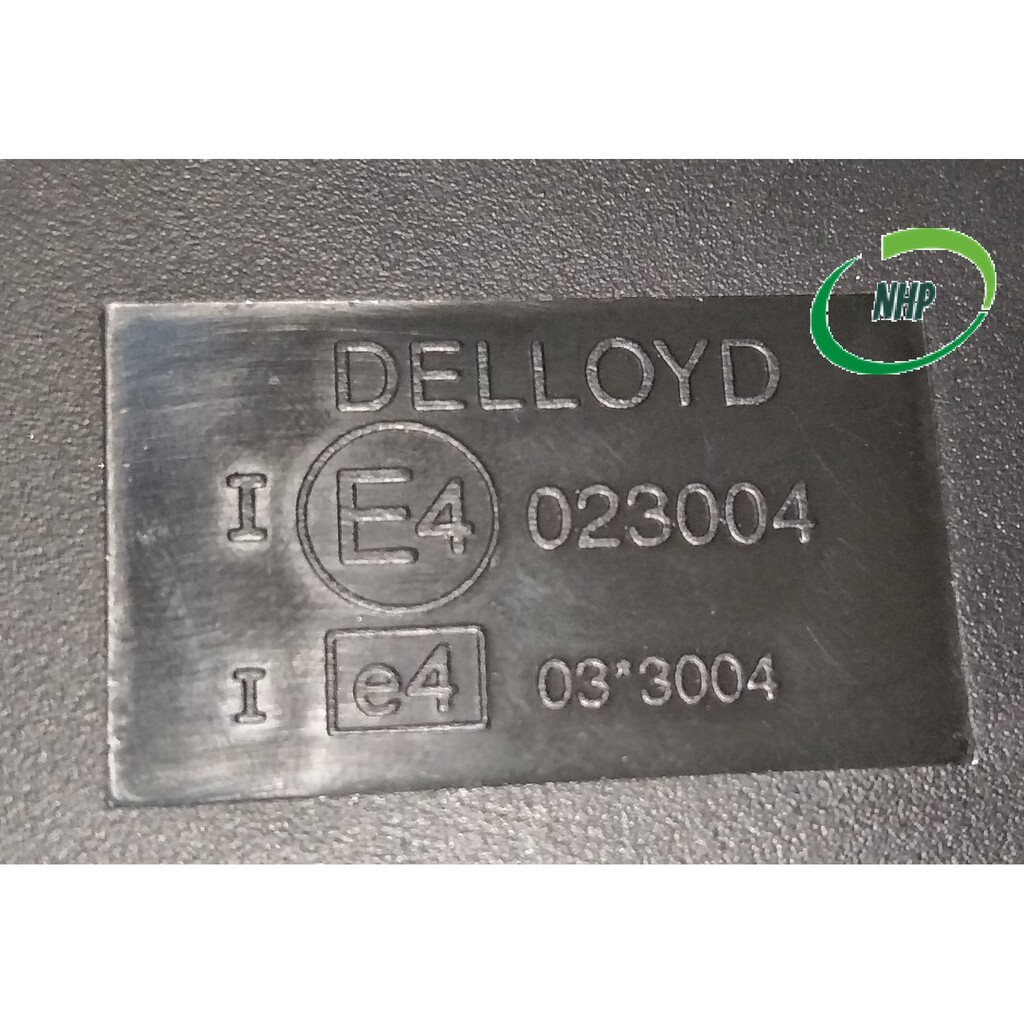 DELLOYD
NHP
I E4 023004
I e4 03*3004